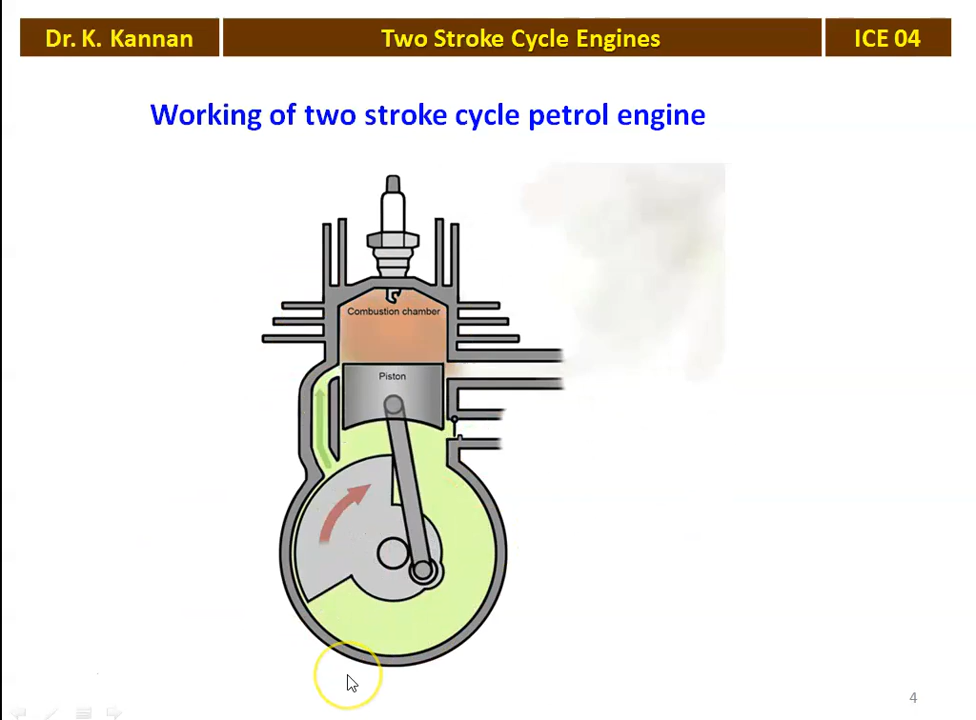 Dr. K. Kannan
Two Stroke Cycle Engines
ICE 04
Working of two stroke cycle petrol engine
Combustion chamber
Piston
4